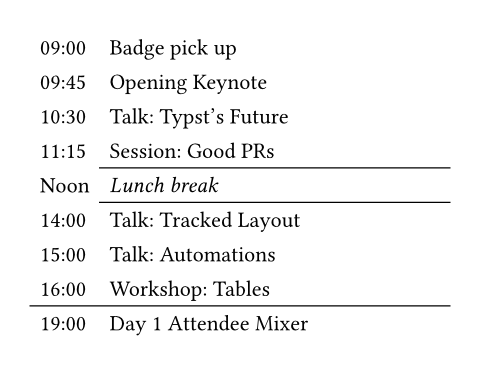 09:00 Badge pick up
09:45 Opening Keynote
10:30 Talk: Typst’s Future
11:15 Session: Good PRs
Noon Lunch break
14:00 Talk: Tracked Layout
15:00 Talk: Automations
16:00 Workshop: Tables
19:00 Day 1 Attendee Mixer